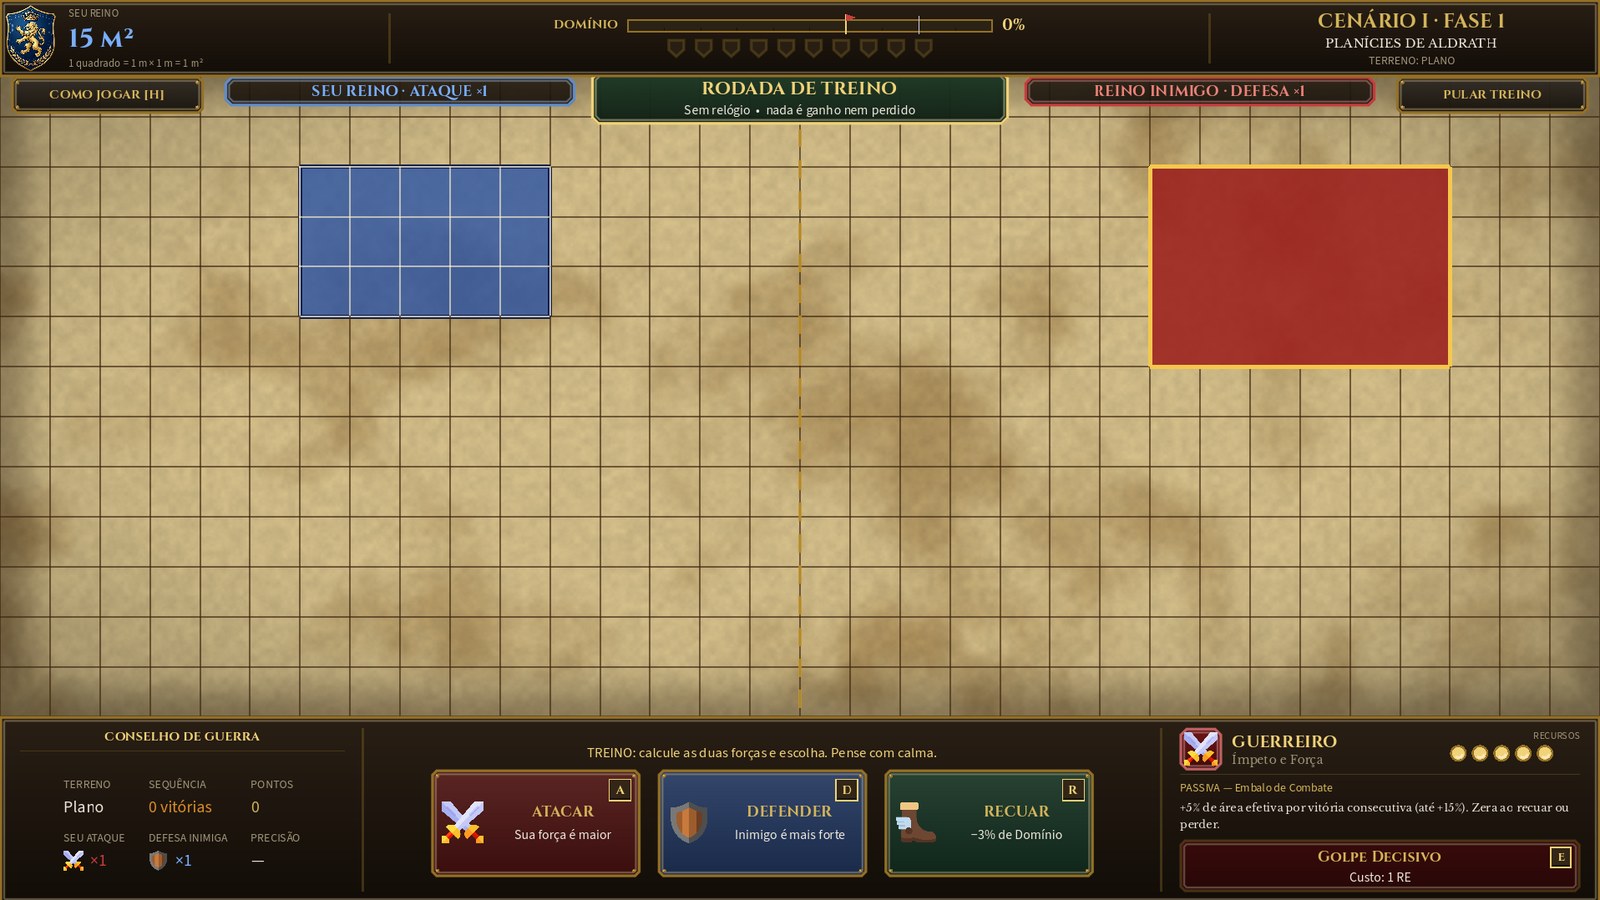 SEU REINO
15 M²
1 quadrado = 1 m × 1 m = 1 m²
DOMÍNIO
0%
CENÁRIO I · FASE 1
PLANÍCIES DE ALDRATH
TERRENO: PLANO
COMO JOGAR [H]
SEU REINO · ATAQUE ×1
RODADA DE TREINO
Sem relógio • nada é ganho nem perdido
REINO INIMIGO · DEFESA ×1
PULAR TREINO
CONSELHO DE GUERRA
TERRENO
SEQUÊNCIA
PONTOS
Plano
0 vitórias
0
SEU ATAQUE
DEFESA INIMIGA
PRECISÃO
×1
×1
—
TREINO: calcule as duas forças e escolha. Pense com calma.
A
ATACAR
Sua força é maior
D
DEFENDER
Inimigo é mais forte
R
RECUAR
−3% de Domínio
GUERREIRO
Ímpeto e Força
RECURSOS
PASSIVA — Embalo de Combate
+5% de área efetiva por vitória consecutiva (até +15%). Zera ao recuar ou
perder.
GOLPE DECISIVO
E
Custo: 1 RE